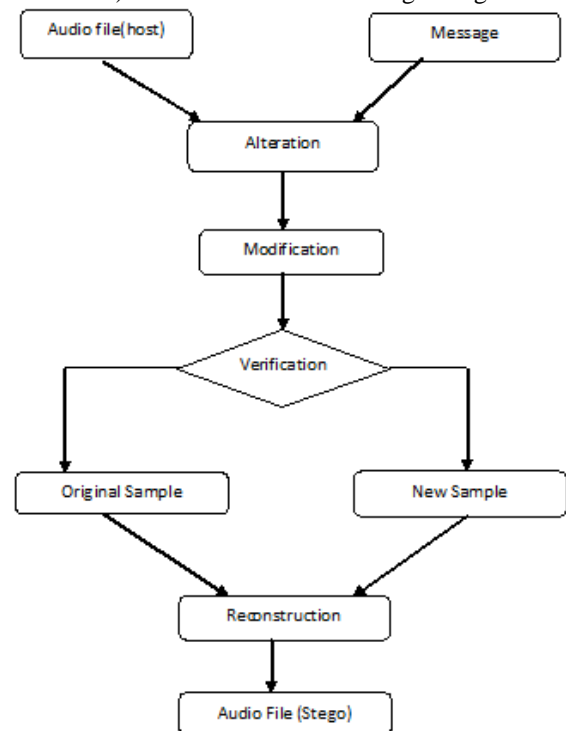 Audio file(host)
Message
Alteration
Modification
Verification
Original Sample
New Sample
Reconstruction
Audio File (Stego)